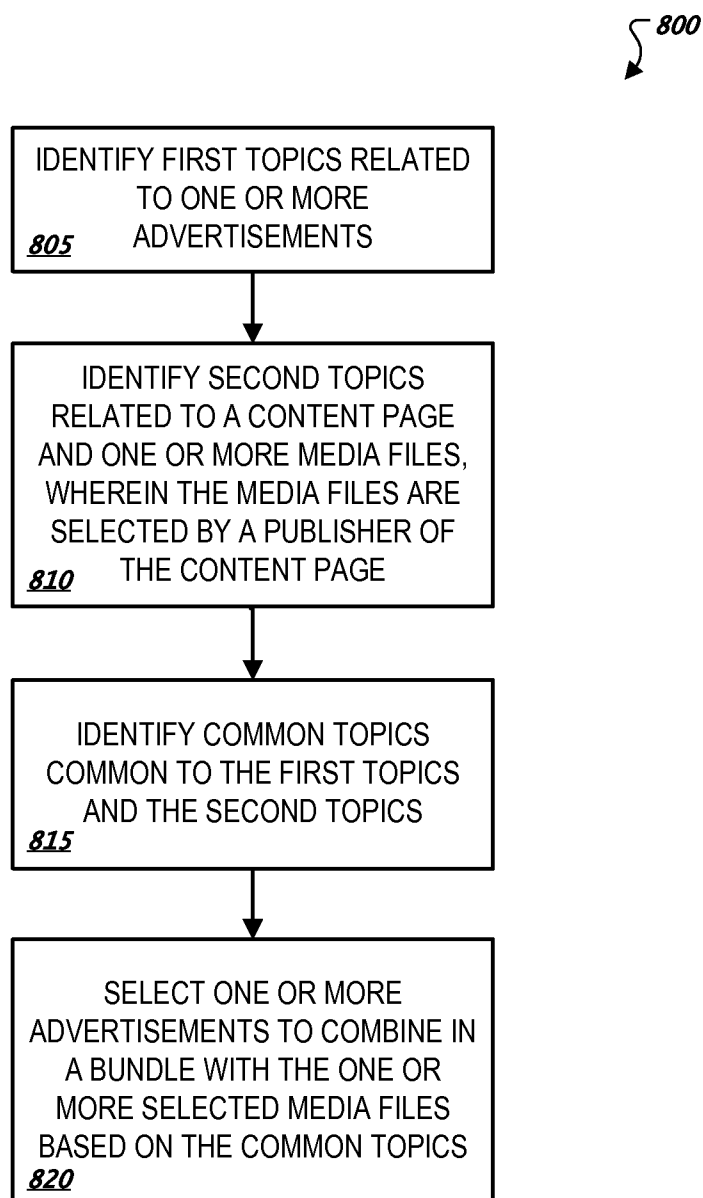 800
IDENTIFY FIRST TOPICS RELATED
TO ONE OR MORE
ADVERTISEMENTS
805
IDENTIFY SECOND TOPICS
RELATED TO A CONTENT PAGE
AND ONE OR MORE MEDIA FILES,
WHEREIN THE MEDIA FILES ARE
SELECTED BY A PUBLISHER OF
THE CONTENT PAGE
810
IDENTIFY COMMON TOPICS
COMMON TO THE FIRST TOPICS
AND THE SECOND TOPICS
815
SELECT ONE OR MORE
ADVERTISEMENTS TO COMBINE IN
A BUNDLE WITH THE ONE OR
MORE SELECTED MEDIA FILES
BASED ON THE COMMON TOPICS
820